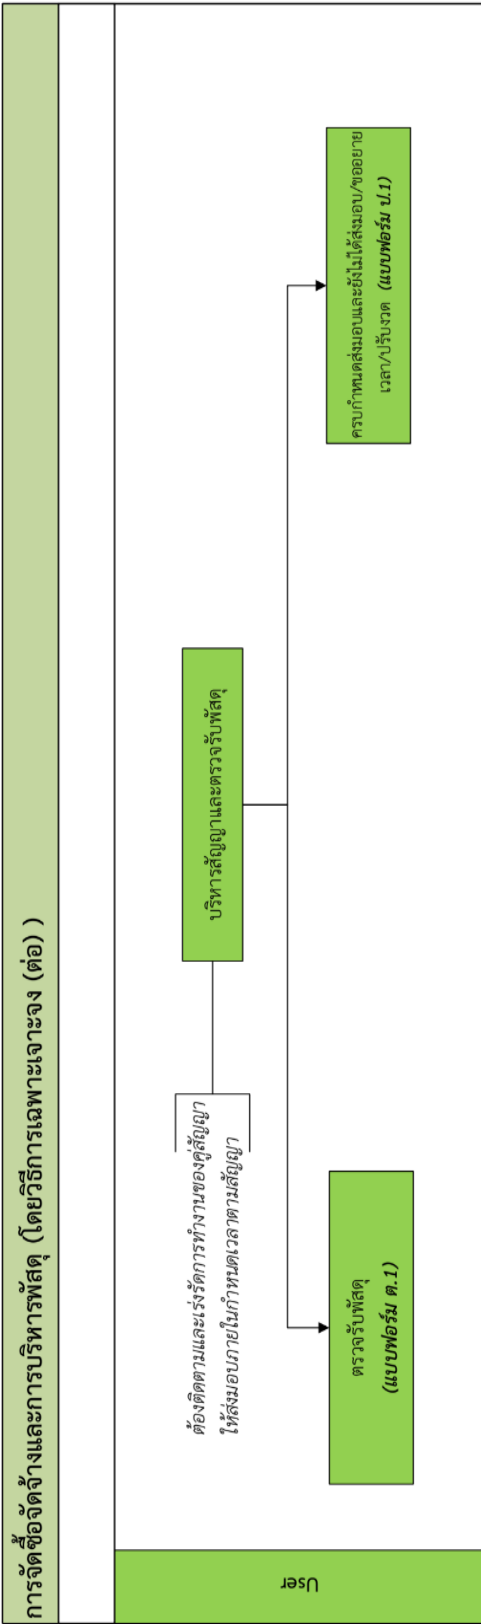 การจัดซื้อจัดจ้างและการบริหารพัสดุ (โดยวิธีการเฉพาะเจาะจง (ต่อ) )
User
ต้องติดตามและเร่งรัดการทำงานของคู่สัญญา
ให้ส่งมอบภายในกำหนดเวลาตามสัญญา
บริหารสัญญาและตรวจรับพัสดุ
ตรวจรับพัสดุ
(แบบฟอร์ม ต.1)
ครบกำหนดส่งมอบและยังไม่ได้ส่งมอบ/ขออยาย
เวลา/ปรับงวด (แบบฟอร์ม ป.1)